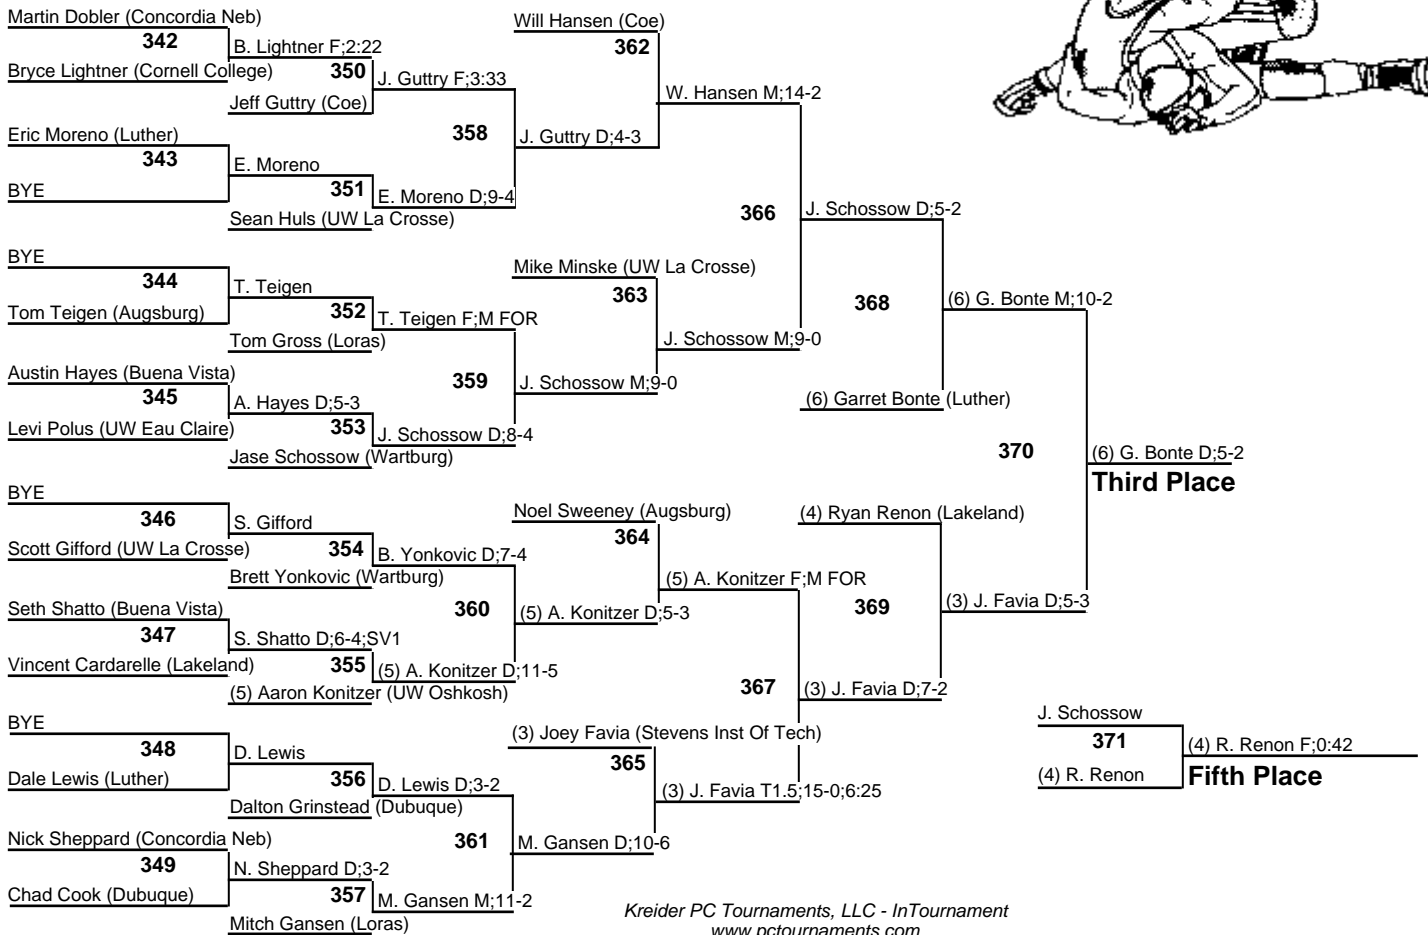 Martin Dobler (Concordia Neb)
342
Bryce Lightner (Cornell College)
B. Lightner F;2:22
350
Jeff Guttry (Coe)
J. Guttry F;3:33
Eric Moreno (Luther)
343
BYE
E. Moreno
351
Sean Huls (UW La Crosse)
E. Moreno D;9-4
358
J. Guttry D;4-3
Will Hansen (Coe)
362
W. Hansen M;14-2
BYE
344
Tom Teigen (Augsburg)
T. Teigen
352
Tom Gross (Loras)
T. Teigen F;M FOR
Austin Hayes (Buena Vista)
345
Levi Polus (UW Eau Claire)
A. Hayes D;5-3
353
Jase Schossow (Wartburg)
J. Schossow D;8-4
359
J. Schossow M;9-0
Mike Minske (UW La Crosse)
363
J. Schossow M;9-0
366
J. Schossow D;5-2
368
(6) Garret Bonte (Luther)
(6) G. Bonte M;10-2
BYE
346
Scott Gifford (UW La Crosse)
S. Gifford
354
Brett Yonkovic (Wartburg)
B. Yonkovic D;7-4
Seth Shatto (Buena Vista)
347
Vincent Cardarelle (Lakeland)
S. Shatto D;6-4;SV1
355
(5) Aaron Konitzer (UW Oshkosh)
(5) A. Konitzer D;11-5
360
(5) A. Konitzer D;5-3
Noel Sweeney (Augsburg)
364
(5) A. Konitzer F;M FOR
BYE
348
Dale Lewis (Luther)
D. Lewis
356
Dalton Grinstead (Dubuque)
D. Lewis D;3-2
Nick Sheppard (Concordia Neb)
349
Chad Cook (Dubuque)
N. Sheppard D;3-2
357
Mitch Gansen (Loras)
M. Gansen M;11-2
361
M. Gansen D;10-6
(3) Joey Favia (Stevens Inst Of Tech)
365
(3) J. Favia T1.5;15-0;6:25
367
(3) J. Favia D;7-2
(4) Ryan Renon (Lakeland)
369
(3) J. Favia D;5-3
370
(6) G. Bonte D;5-2
Third Place
J. Schossow
371
(4) R. Renon
(4) R. Renon F;0:42
Fifth Place
Kreider PC Tournaments, LLC - InTournament
www.pctournaments.com